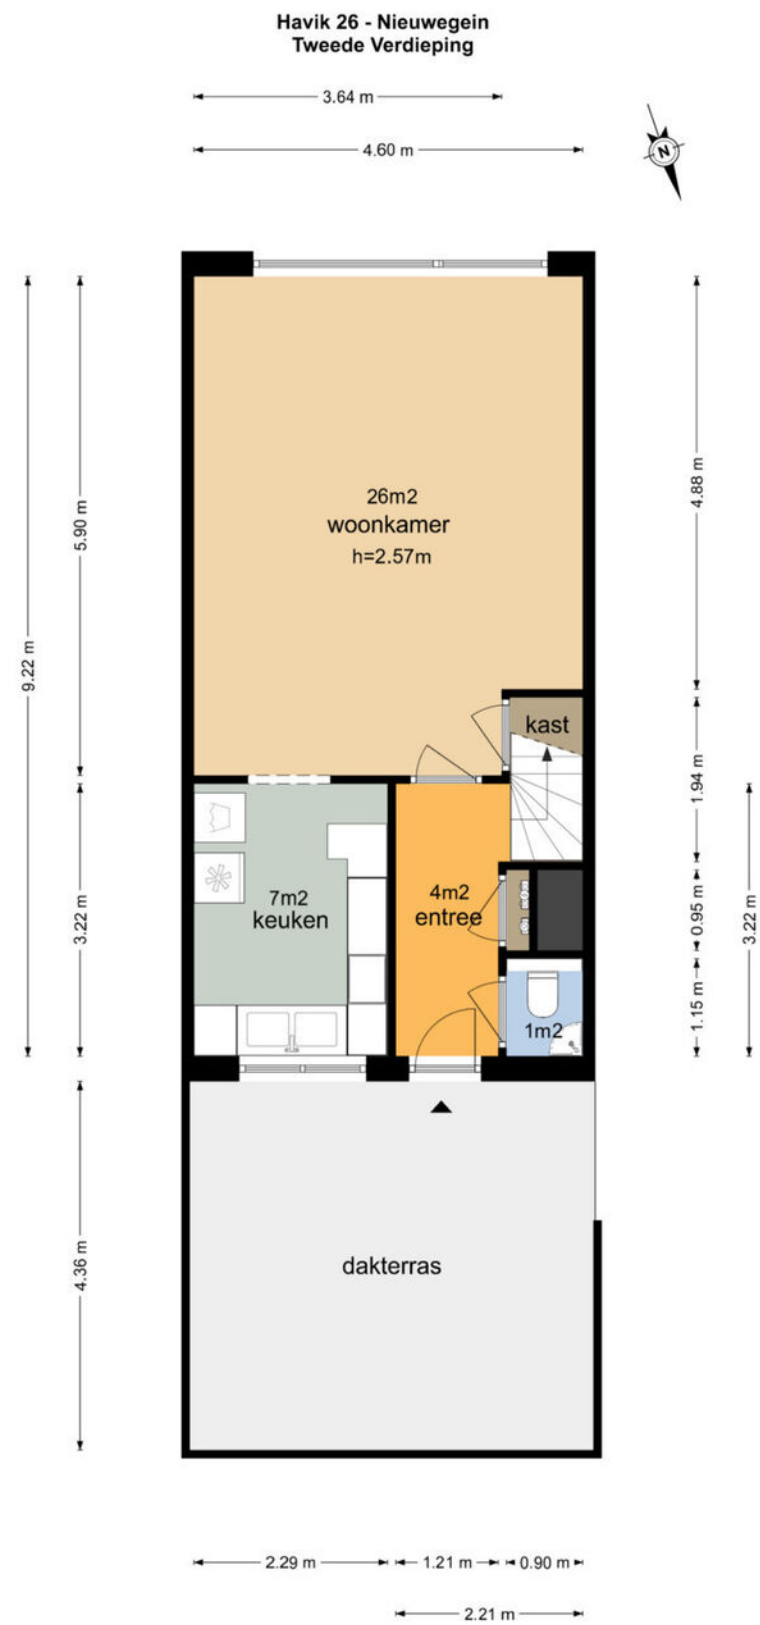 Havik 26 - Nieuwegein
Tweede Verdieping
3.64 m
4.60 m
N
26m2
woonkamer
h=2.57m
5.90 m
4.88 m
9.22 m
kast
1.94 m
7m2
keuken
4m2
entree
3.22 m
0.95 m
3.22 m
1.15 m
1m2
4.36 m
dakterras
2.29 m
1.21 m
0.90 m
2.21 m